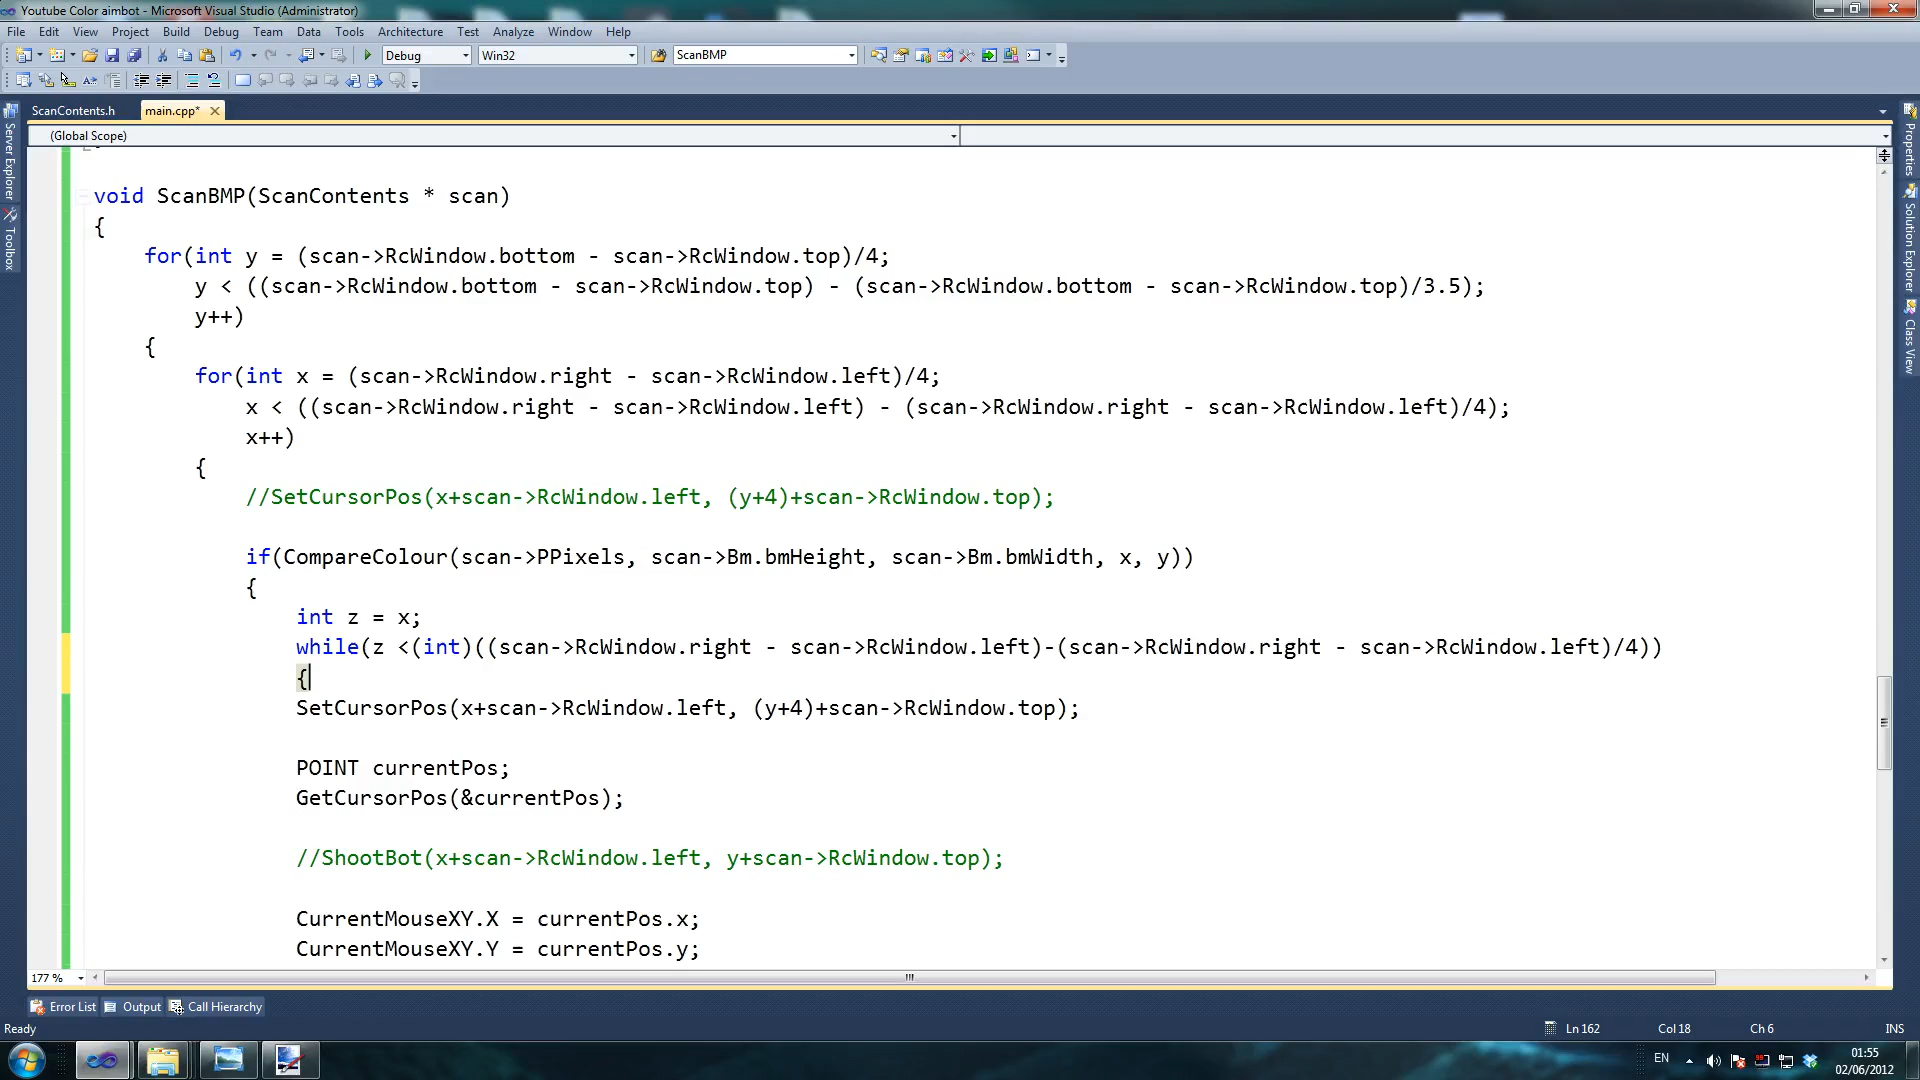 Youtube Color aimbot - Microsoft Visual Studio (Administrator)
File Edit View Project Build Debug Team Data Tools Architecture Test Analyze Window Help
Debug Win32 ScanBMP
ScanContents.h main.cpp*
(Global Scope)
Server Explorer
Toolbox
Properties
Solution Explorer
Class View
void ScanBMP(ScanContents * scan)
{
for(int y = (scan->RcWindow.bottom - scan->RcWindow.top)/4;
y < ((scan->RcWindow.bottom - scan->RcWindow.top) - (scan->RcWindow.bottom - scan->RcWindow.top)/3.5);
y++)
{
for(int x = (scan->RcWindow.right - scan->RcWindow.left)/4;
x < ((scan->RcWindow.right - scan->RcWindow.left) - (scan->RcWindow.right - scan->RcWindow.left)/4);
x++)
{
//SetCursorPos(x+scan->RcWindow.left, (y+4)+scan->RcWindow.top);
if(CompareColour(scan->PPixels, scan->Bm.bmHeight, scan->Bm.bmWidth, x, y))
{
int z = x;
while(z <(int)((scan->RcWindow.right - scan->RcWindow.left)-(scan->RcWindow.right - scan->RcWindow.left)/4))
{
SetCursorPos(x+scan->RcWindow.left, (y+4)+scan->RcWindow.top);
POINT currentPos;
GetCursorPos(&currentPos);
//ShootBot(x+scan->RcWindow.left, y+scan->RcWindow.top);
CurrentMouseXY.X = currentPos.x;
CurrentMouseXY.Y = currentPos.y;
177 %
Error List Output Call Hierarchy
Ready Ln 162 Col 18 Ch 6 INS
EN 01:55
02/06/2012